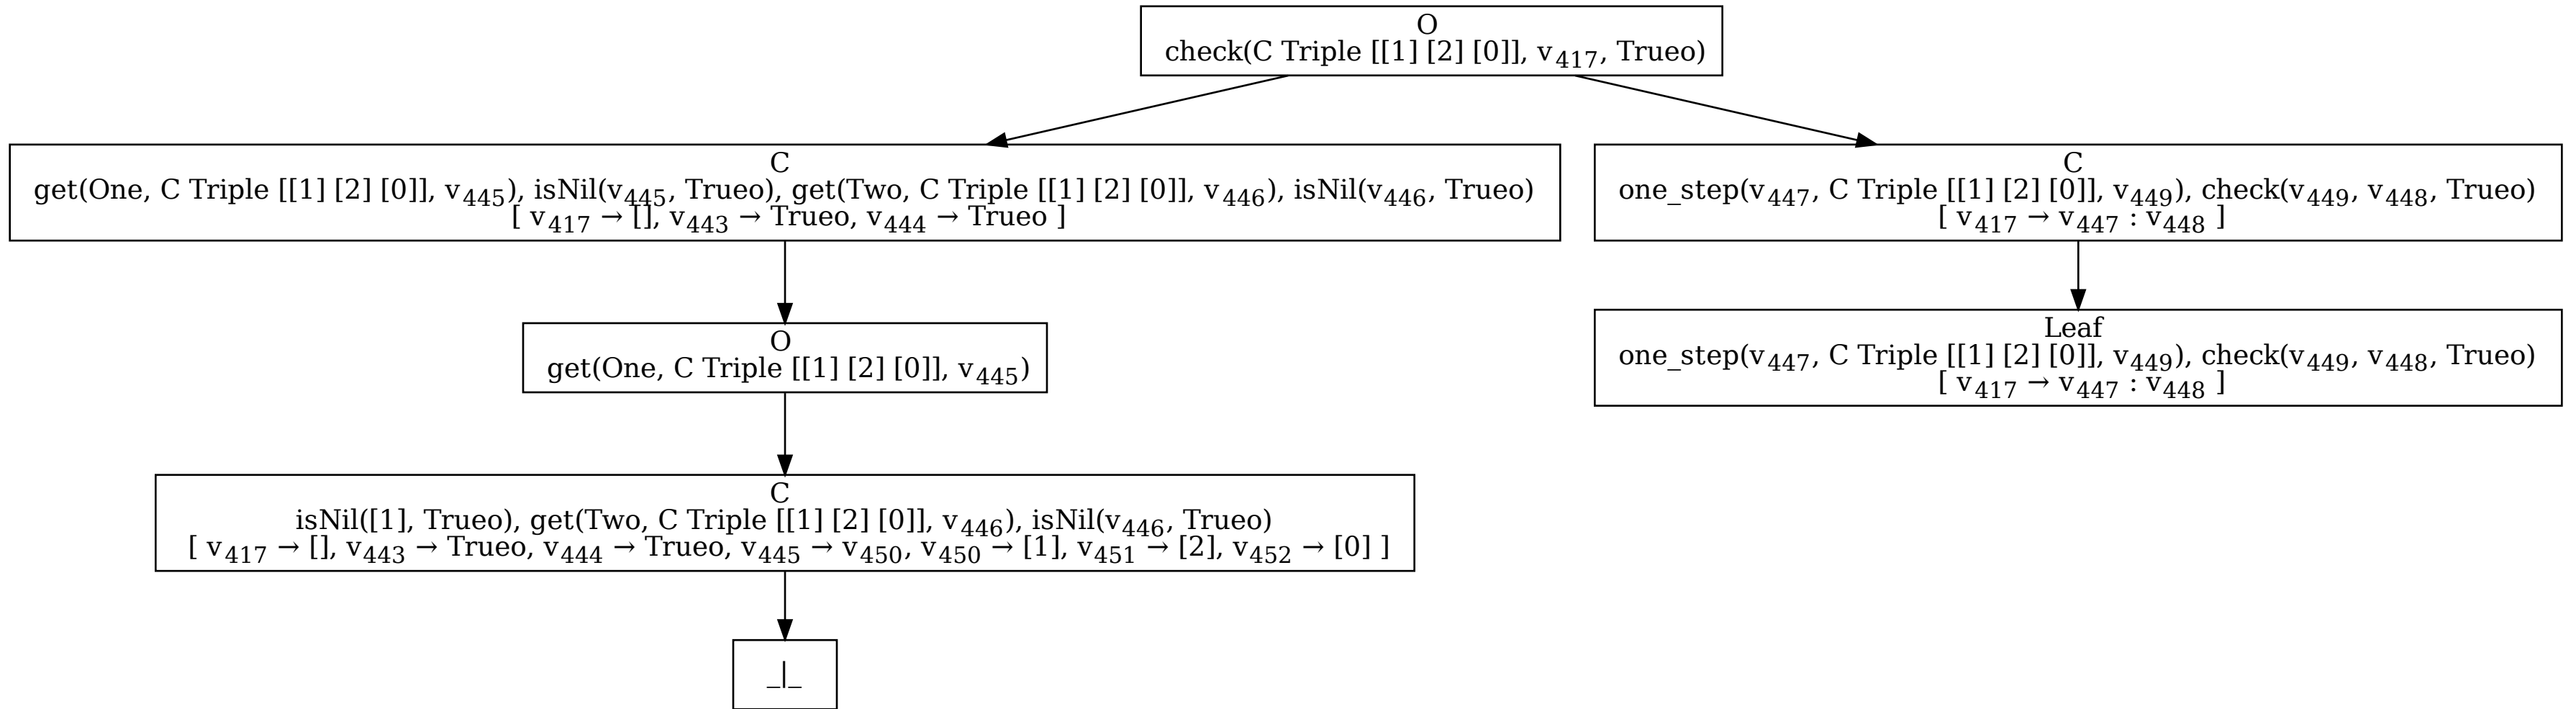 O
check(C Triple [[1] [2] [0]], v417, Trueo)
C
get(One, C Triple [[1] [2] [0]], v445), isNil(v445, Trueo), get(Two, C Triple [[1] [2] [0]], v446), isNil(v446, Trueo)
[ v417 → [], v443 → Trueo, v444 → Trueo ]
C
one_step(v447, C Triple [[1] [2] [0]], v449), check(v449, v448, Trueo)
[ v417 → v447 : v448 ]
O
get(One, C Triple [[1] [2] [0]], v445)
Leaf
one_step(v447, C Triple [[1] [2] [0]], v449), check(v449, v448, Trueo)
[ v417 → v447 : v448 ]
C
isNil([1], Trueo), get(Two, C Triple [[1] [2] [0]], v446), isNil(v446, Trueo)
[ v417 → [], v443 → Trueo, v444 → Trueo, v445 → v450, v450 → [1], v451 → [2], v452 → [0] ]
_|_